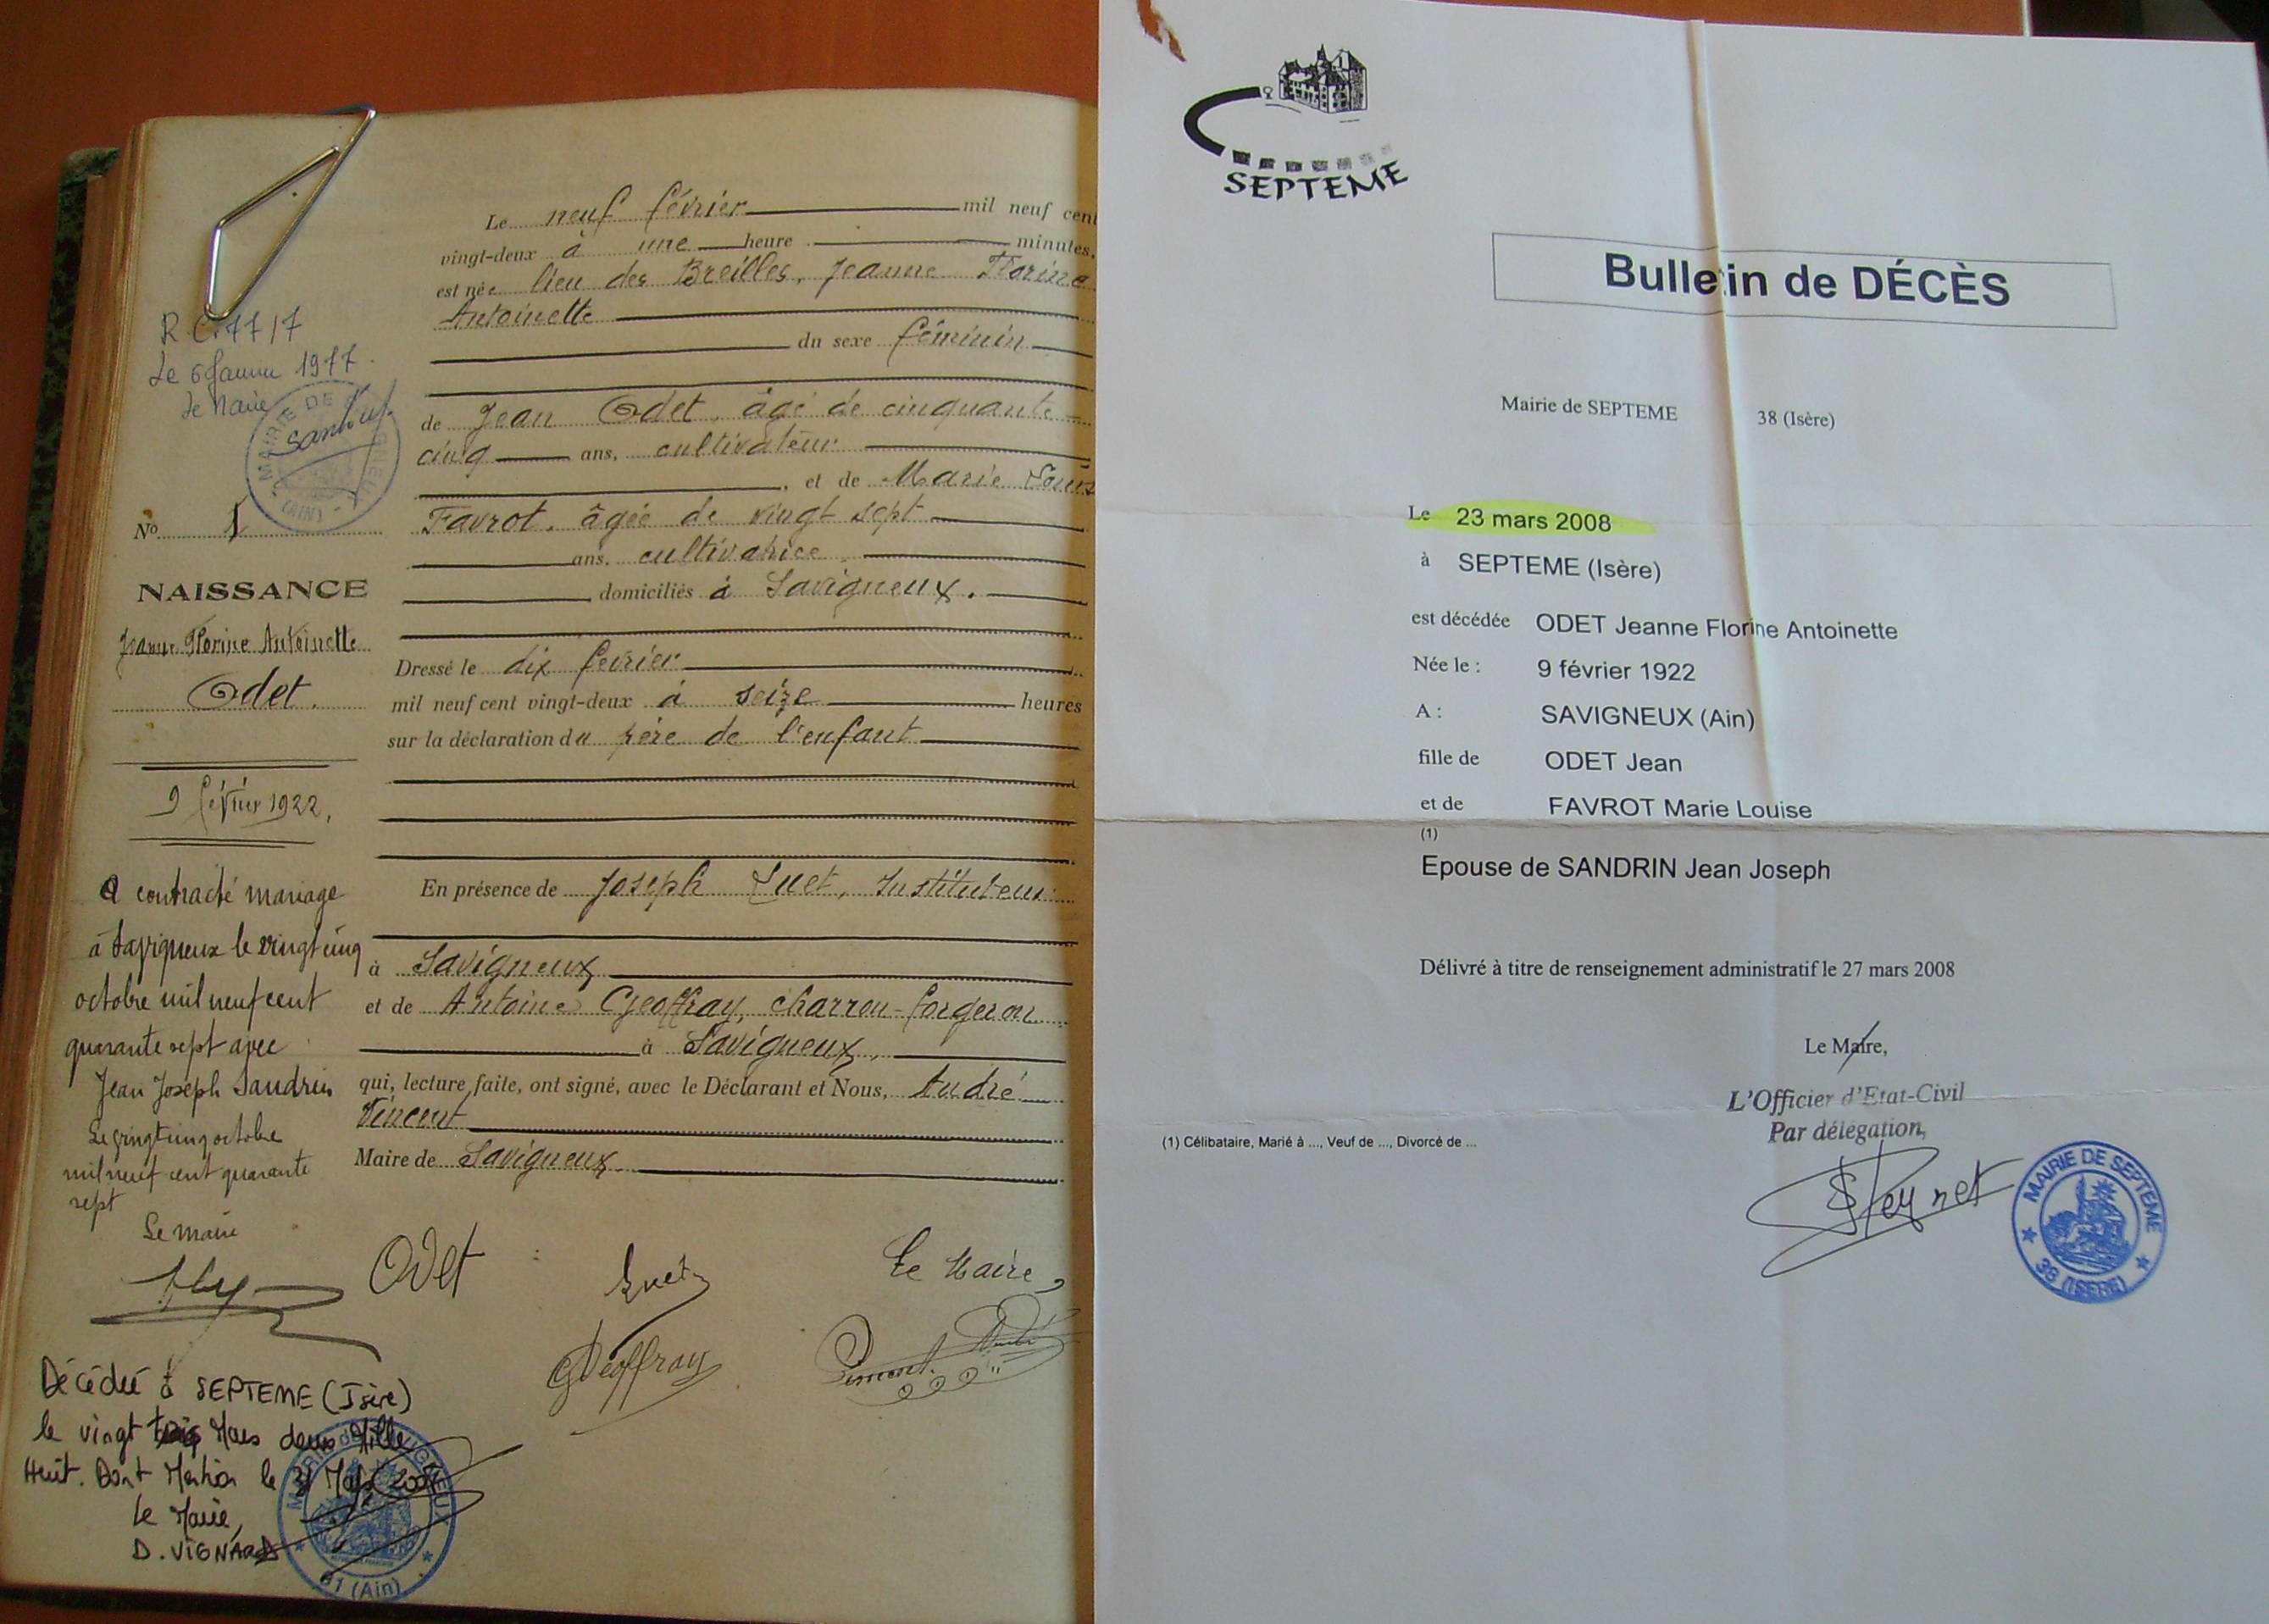 Le neuf février mil neuf cent
vingt-deux à une heure minutes,
est née lieu des Breilles, Jeanne Florine
Antoinette
du sexe féminin
de Jean Odet, âgé de cinquante
cinq ans, cultivateur
, et de Marie Louis
Favrot, âgée de vingt sept
ans, cultivatrice
domiciliés à Savigneux.
Dressé le dix février
mil neuf cent vingt-deux à seize heures
sur la déclaration du père de l'enfant
En présence de Joseph Luet, Instituteur
à Savigneux
et de Antoine Geoffray, charron-forgeron
à Savigneux,
qui, lecture faite, ont signé, avec le Déclarant et Nous, André
Vincent
Maire de Savigneux
Odet
Luet
Le Maire
Geoffray
Vincent André
R C 77/7
Le 6 Janvier 1977.
Le Maire
MAIRIE DE
(AIN)
No 1
NAISSANCE
Jeanne Florine Antoinette
Odet.
9 février 1922.
A contracté mariage
à Savigneux le vingt cinq
octobre mil neuf cent
quarante sept avec
Jean Joseph Sandrin
Le vingt cinq octobre
mil neuf cent quarante
sept
Le maire
Décédée à SEPTEME (Isère)
le vingt trois Mars deux Mille
Huit. Dont Mention le 31 Mars
Le Maire,
D. VIGNARD
01 (Ain)
SEPTEME
Bulletin de DÉCÈS
Mairie de SEPTEME 38 (Isère)
Le 23 mars 2008
à SEPTEME (Isère)
est décédée ODET Jeanne Florine Antoinette
Née le : 9 février 1922
A : SAVIGNEUX (Ain)
fille de ODET Jean
et de FAVROT Marie Louise
(1)
Epouse de SANDRIN Jean Joseph
Délivré à titre de renseignement administratif le 27 mars 2008
Le Maire,
L'Officier d'Etat-Civil
Par délégation,
MAIRIE DE SEPTEME
38 (ISERE)
(1) Célibataire, Marié à ..., Veuf de ..., Divorcé de ...